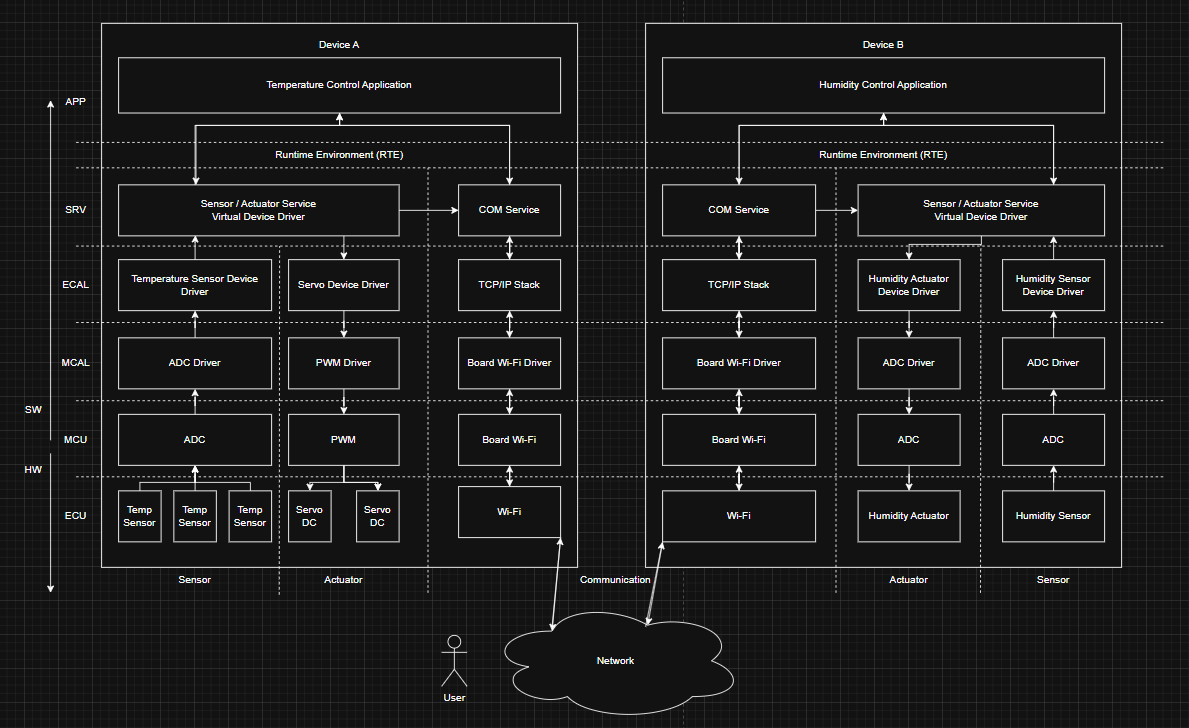 Device A
Device B
Temperature Control Application
Humidity Control Application
APP
Runtime Environment (RTE)
Runtime Environment (RTE)
SRV
Sensor / Actuator Service
Virtual Device Driver
COM Service
COM Service
Sensor / Actuator Service
Virtual Device Driver
ECAL
Temperature Sensor Device
Driver
Servo Device Driver
TCP/IP Stack
TCP/IP Stack
Humidity Actuator
Device Driver
Humidity Sensor
Device Driver
MCAL
ADC Driver
PWM Driver
Board Wi-Fi Driver
Board Wi-Fi Driver
ADC Driver
ADC Driver
SW
MCU
ADC
PWM
Board Wi-Fi
Board Wi-Fi
ADC
ADC
HW
ECU
Temp
Sensor
Temp
Sensor
Temp
Sensor
Servo
DC
Servo
DC
Wi-Fi
Wi-Fi
Humidity Actuator
Humidity Sensor
Sensor
Actuator
Communication
Actuator
Sensor
Network
User